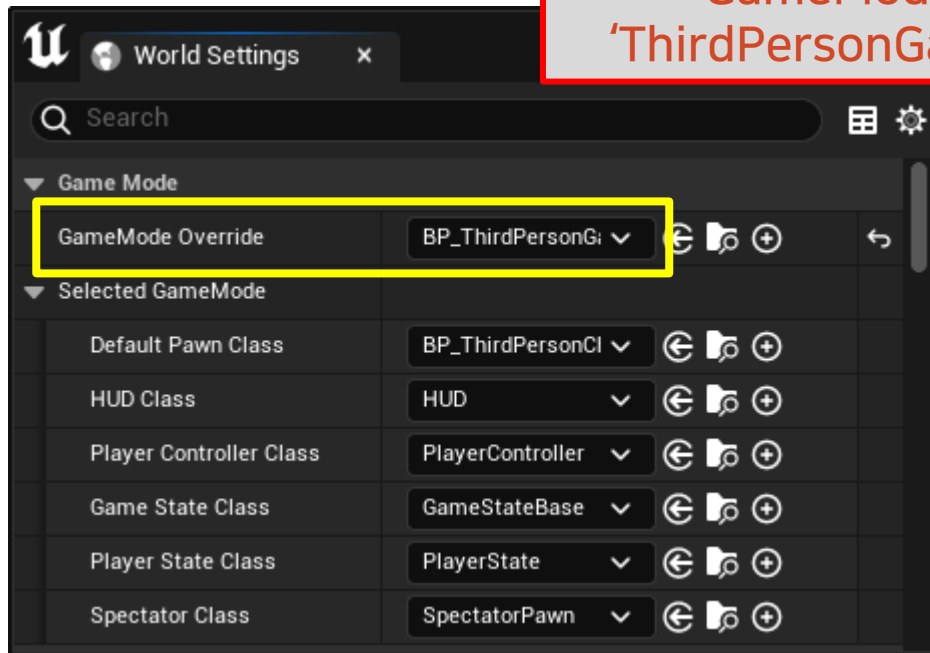 GameMod
‘ThirdPersonGa
World Settings
Search
Game Mode
GameMode Override BP_ThirdPersonGa
Selected GameMode
Default Pawn Class BP_ThirdPersonCl
HUD Class HUD
Player Controller Class PlayerController
Game State Class GameStateBase
Player State Class PlayerState
Spectator Class SpectatorPawn